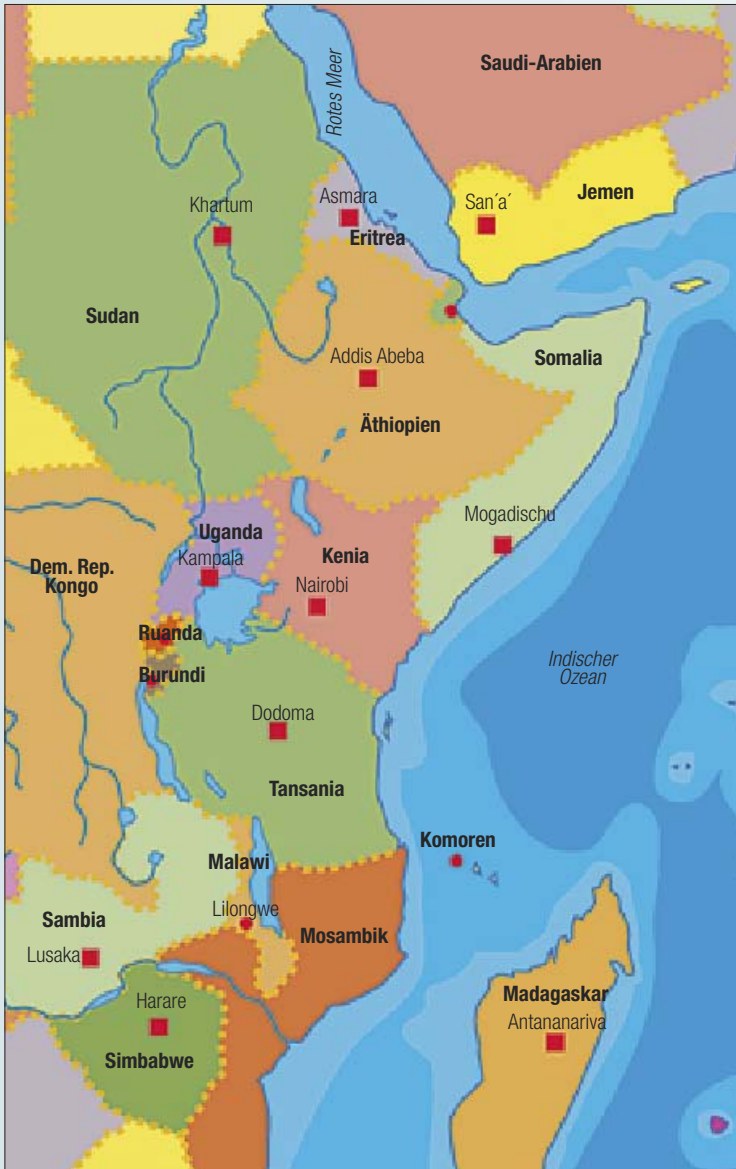 Saudi-Arabien
Rotes Meer
Jemen
San´a´
Asmara
Eritrea
Khartum
Sudan
Addis Abeba
Äthiopien
Somalia
Mogadischu
Uganda
Kampala
Kenia
Nairobi
Dem. Rep.
Kongo
Ruanda
Burundi
Indischer
Ozean
Dodoma
Tansania
Komoren
Malawi
Lilongwe
Mosambik
Sambia
Lusaka
Madagaskar
Antananariva
Harare
Simbabwe